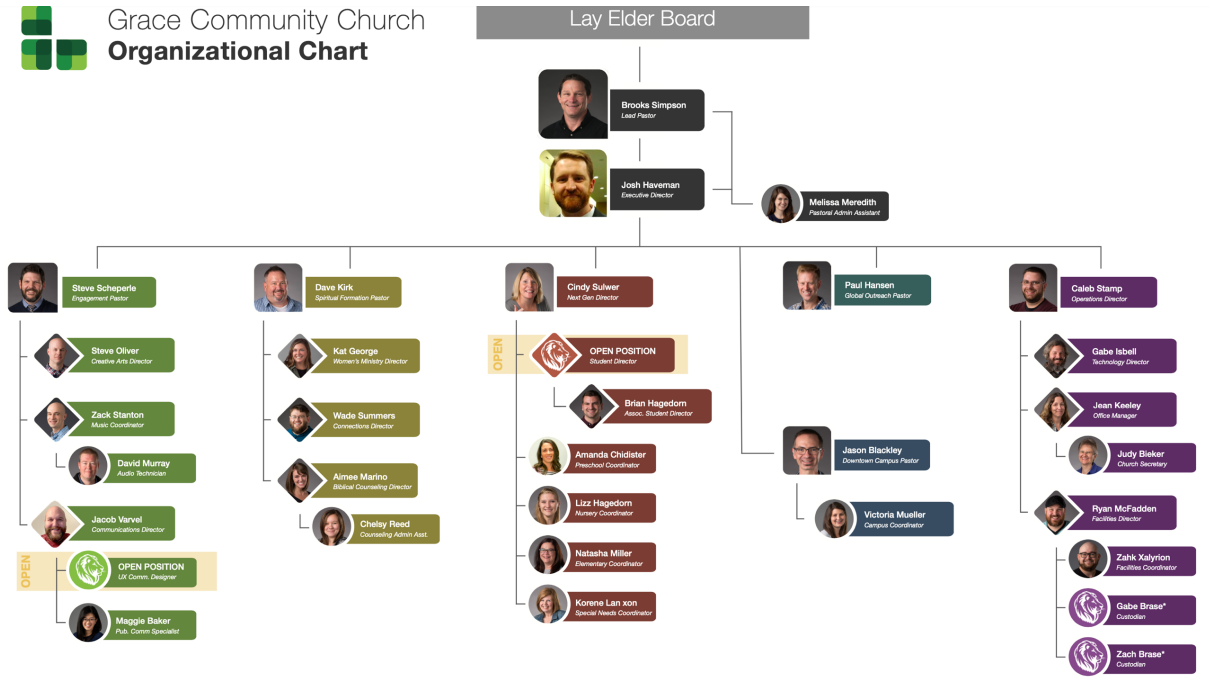 Grace Community Church
Organizational Chart
Lay Elder Board
Brooks Simpson
Lead Pastor
Josh Haveman
Executive Director
Melissa Meredith
Pastoral Admin Assistant
Steve Scheperle
Engagement Pastor
Steve Oliver
Creative Arts Director
Zack Stanton
Music Coordinator
David Murray
Audio Technician
Jacob Varvel
Communications Director
OPEN
OPEN POSITION
UX Comm. Designer
Maggie Baker
Pub. Comm Specialist
Dave Kirk
Spiritual Formation Pastor
Kat George
Women's Ministry Director
Wade Summers
Connections Director
Aimee Marino
Biblical Counseling Director
Chelsy Reed
Counseling Admin Asst.
Cindy Sulwer
Next Gen Director
OPEN
OPEN POSITION
Student Director
Brian Hagedorn
Assoc. Student Director
Amanda Chidister
Preschool Coordinator
Lizz Hagedorn
Nursery Coordinator
Natasha Miller
Elementary Coordinator
Korene Lan xon
Special Needs Coordinator
Paul Hansen
Global Outreach Pastor
Jason Blackley
Downtown Campus Pastor
Victoria Mueller
Campus Coordinator
Caleb Stamp
Operations Director
Gabe Isbell
Technology Director
Jean Keeley
Office Manager
Judy Bieker
Church Secretary
Ryan McFadden
Facilities Director
Zahk Xalyrion
Facilities Coordinator
Gabe Brase*
Custodian
Zach Brase*
Custodian